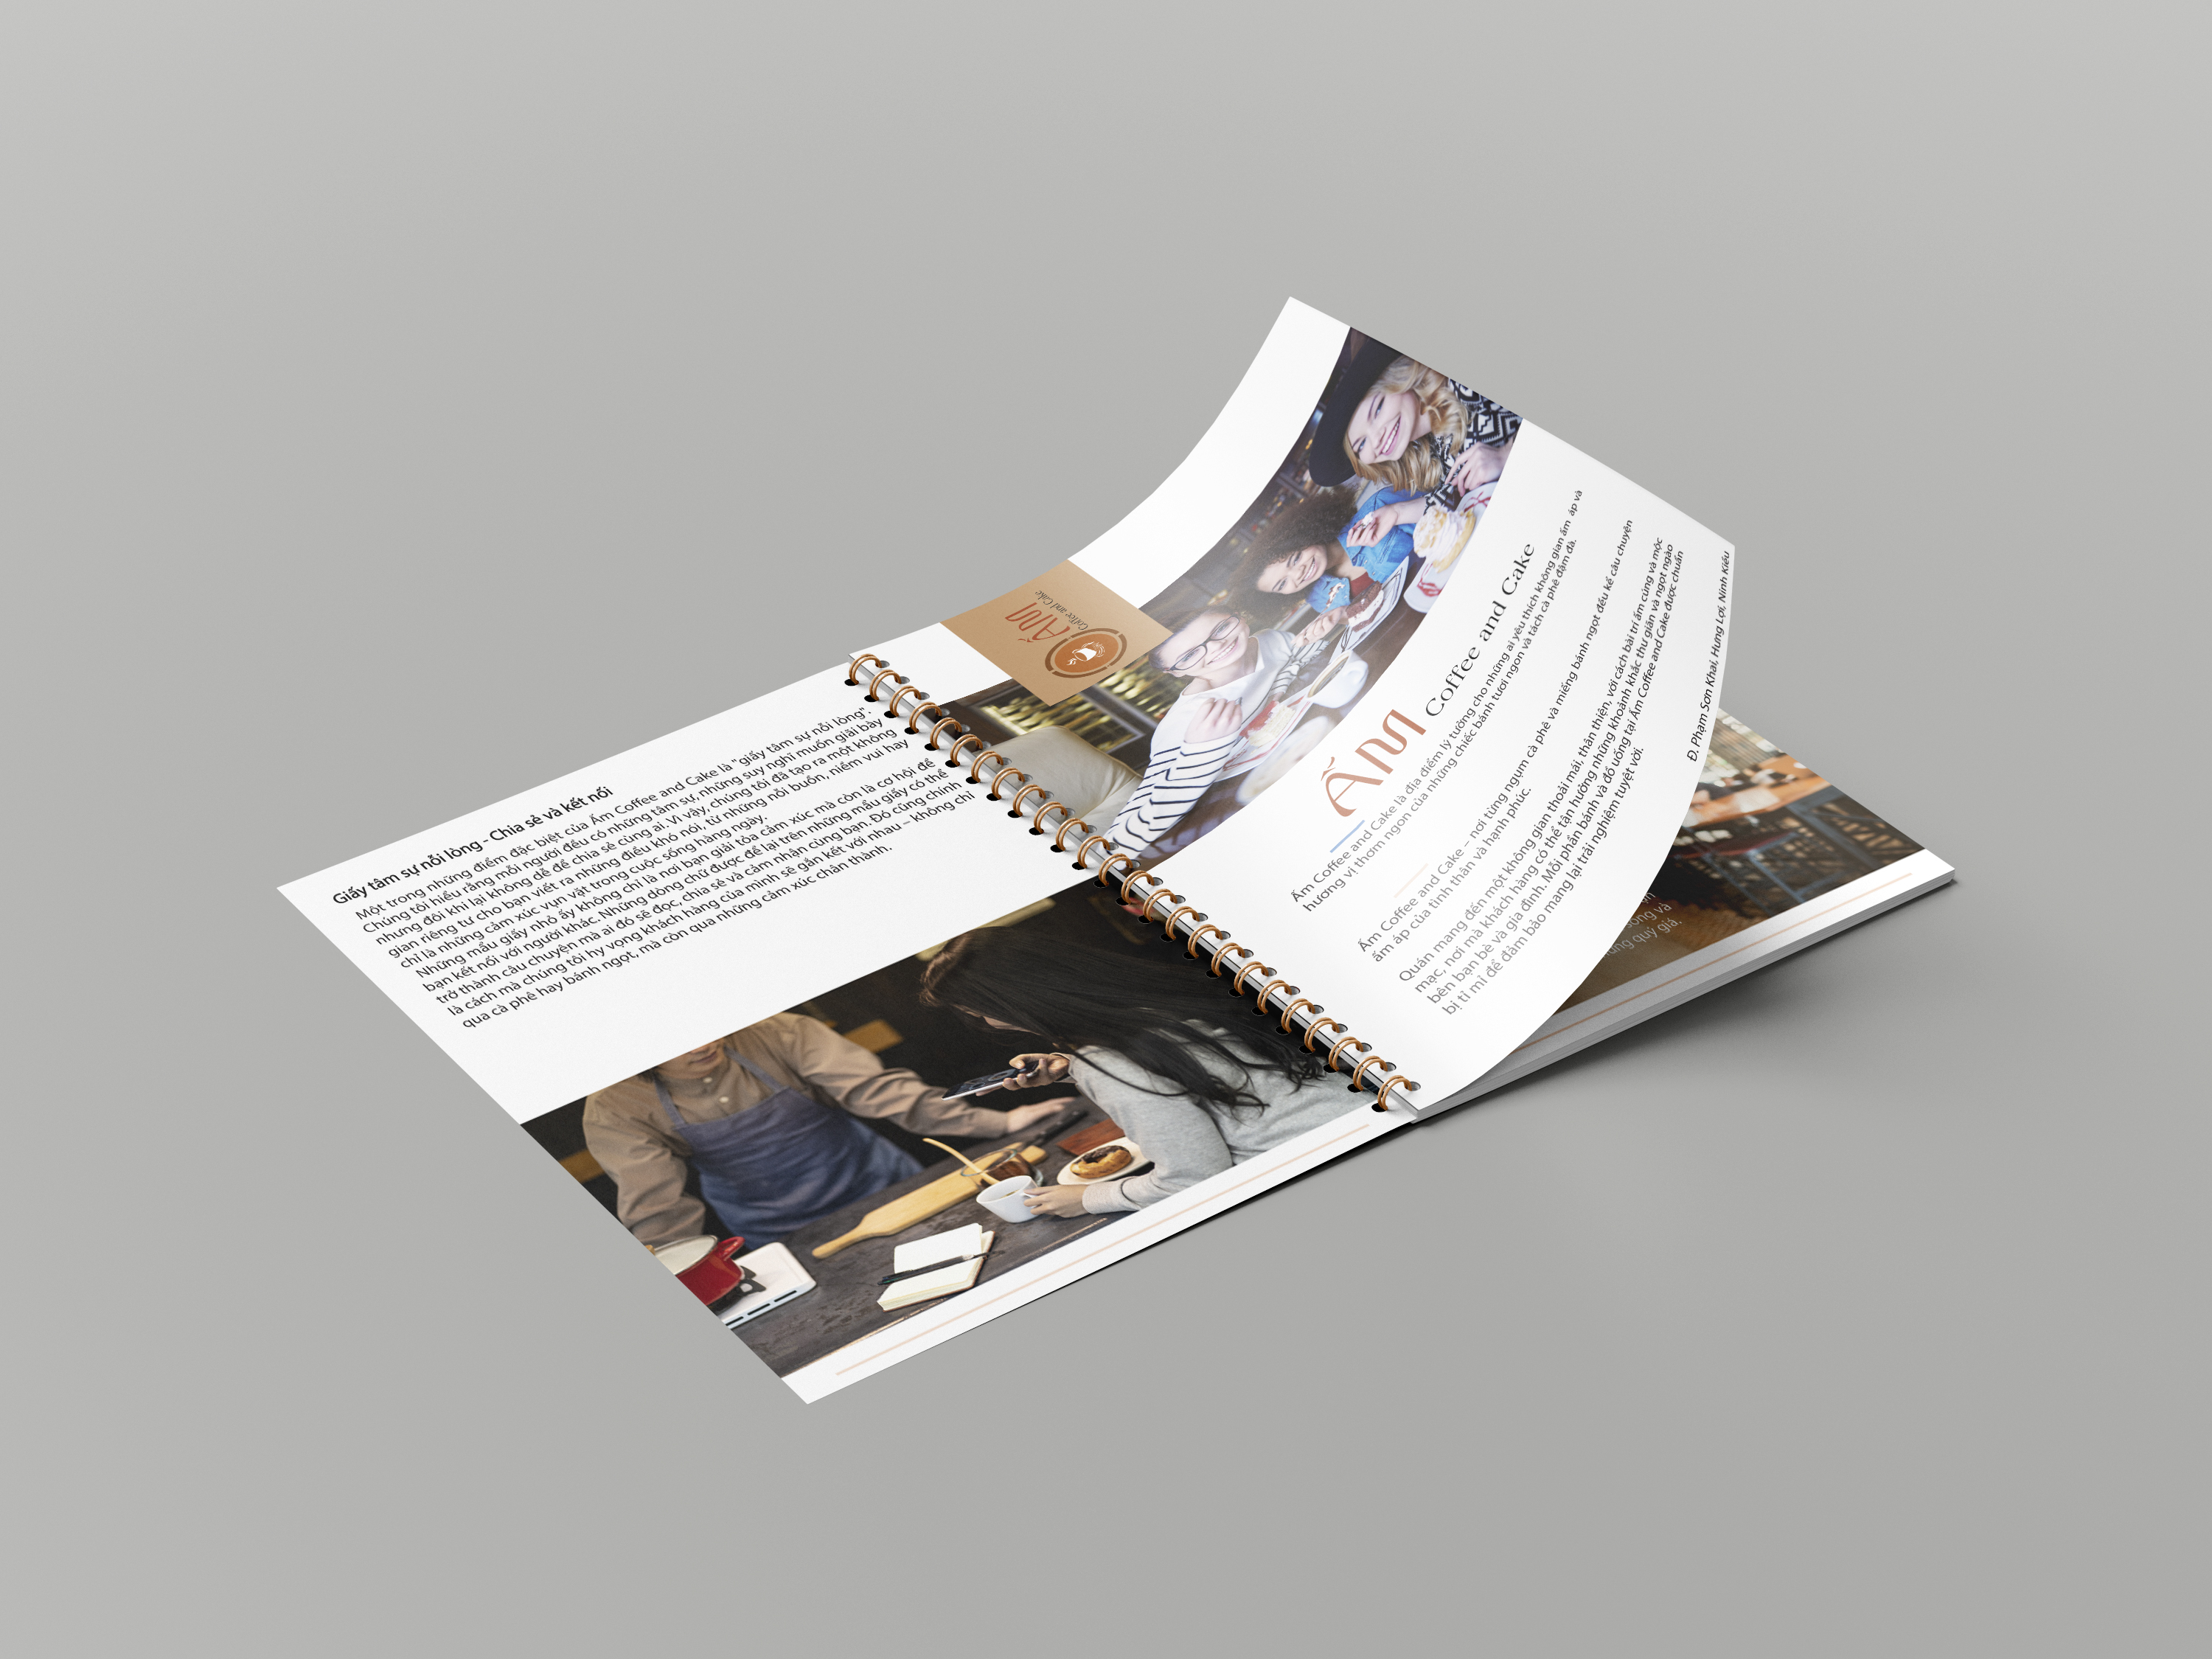 Giấy tâm sự nỗi lòng - Chia sẻ và kết nối
Một trong những điểm đặc biệt của Ấm Coffee and Cake là "giấy tâm sự nỗi lòng".
Chúng tôi hiểu rằng mỗi người đều có những tâm sự, những suy nghĩ muốn giãi bày
nhưng đôi khi lại không dễ để chia sẻ cùng ai. Vì vậy, chúng tôi đã tạo ra một không
gian riêng tư cho bạn viết ra những điều khó nói, từ những nỗi buồn, niềm vui hay
chỉ là những cảm xúc vụn vặt trong cuộc sống hàng ngày.
Những mẩu giấy nhỏ ấy không chỉ là nơi bạn giải tỏa cảm xúc mà còn là cơ hội để
bạn kết nối với người khác. Những dòng chữ được để lại trên những mẩu giấy có thể
trở thành câu chuyện mà ai đó sẽ đọc, chia sẻ và cảm nhận cùng bạn. Đó cũng chính
là cách mà chúng tôi hy vọng khách hàng của mình sẽ gắn kết với nhau – không chỉ
qua cà phê hay bánh ngọt, mà còn qua những cảm xúc chân thành.
ẤM
Coffee and Cake
ẤM Coffee and Cake
Ấm Coffee and Cake là địa điểm lý tưởng cho những ai yêu thích không gian ấm áp và
hương vị thơm ngon của những chiếc bánh tươi ngon và tách cà phê đậm đà.
Ấm Coffee and Cake – nơi từng ngụm cà phê và miếng bánh ngọt đều kể câu chuyện
ấm áp của tinh thần và hạnh phúc.
Quán mang đến một không gian thoải mái, thân thiện, với cách bài trí ấm cúng và mộc
mạc, nơi mà khách hàng có thể tận hưởng những khoảnh khắc thư giãn và ngọt ngào
bên bạn bè và gia đình. Mỗi phần bánh và đồ uống tại Ấm Coffee and Cake được chuẩn
bị tỉ mỉ để đảm bảo mang lại trải nghiệm tuyệt vời.
Đ. Phạm Sơn Khai, Hưng Lợi, Ninh Kiều
và
quý giá.